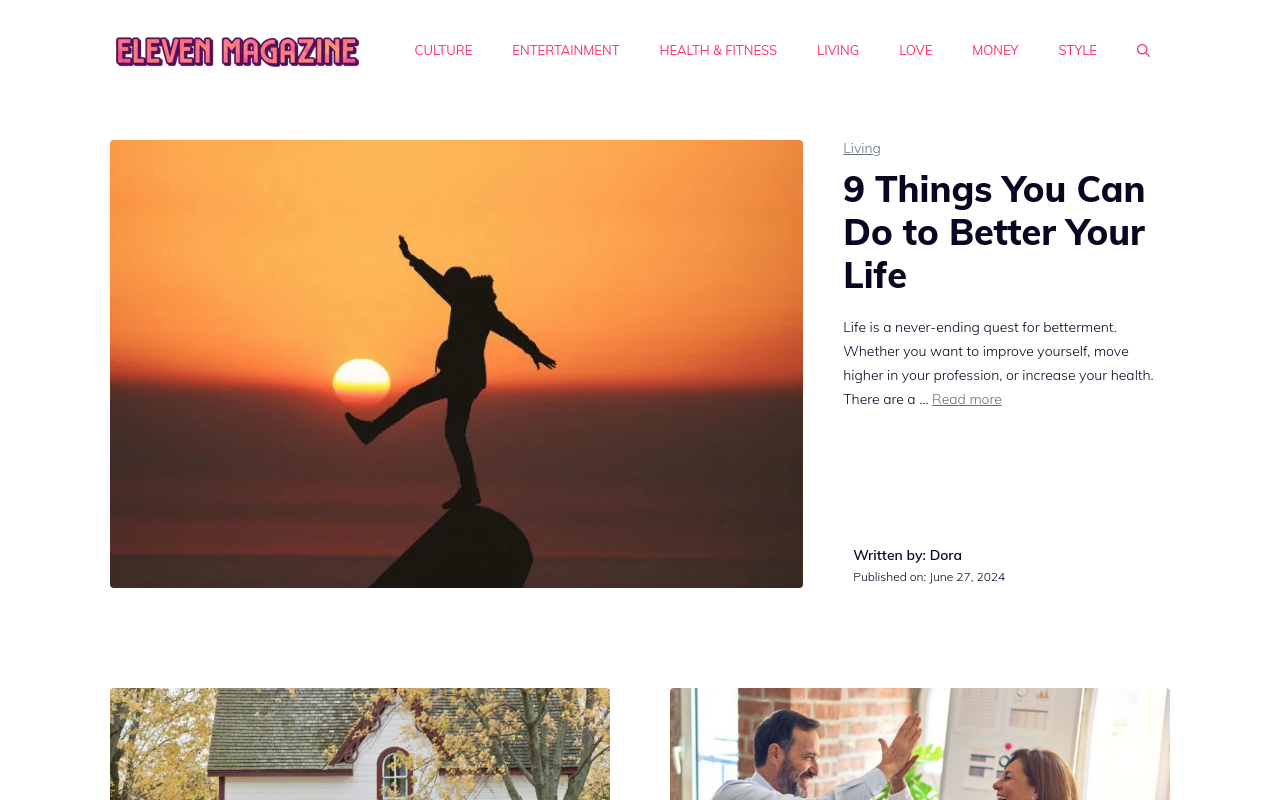 ELEVEN MAGAZINE
CULTURE
ENTERTAINMENT
HEALTH & FITNESS
LIVING
LOVE
MONEY
STYLE
Living
9 Things You Can
Do to Better Your
Life
Life is a never-ending quest for betterment.
Whether you want to improve yourself, move
higher in your profession, or increase your health.
There are a ... Read more
Written by: Dora
Published on: June 27, 2024